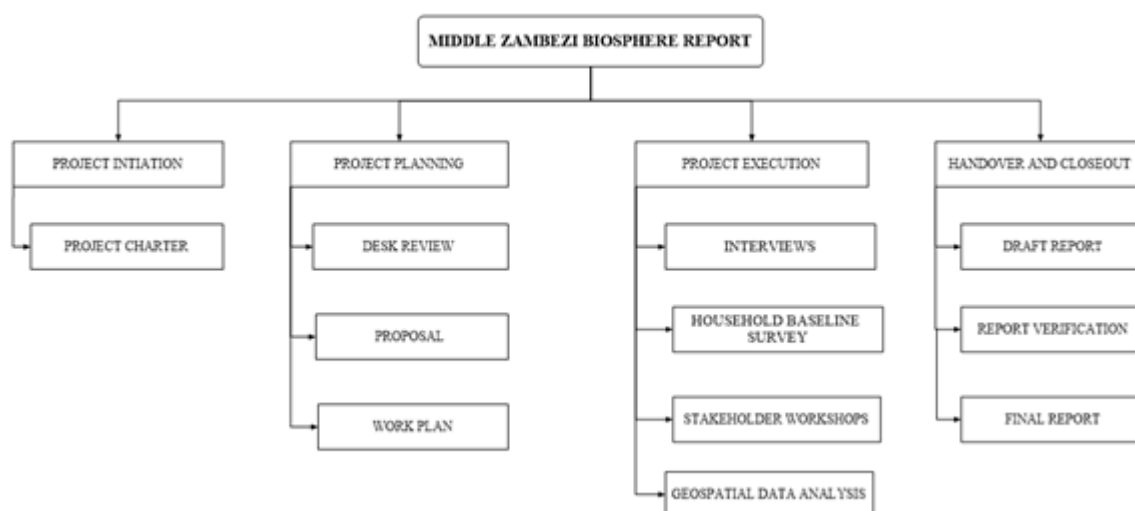 MIDDLE ZAMBEZI BIOSPHERE REPORT
PROJECT INTIATION
PROJECT CHARTER
PROJECT PLANNING
DESK REVIEW
PROPOSAL
WORK PLAN
PROJECT EXECUTION
INTERVIEWS
HOUSEHOLD BASELINE
SURVEY
STAKEHOLDER WORKSHOPS
GEOSPATIAL DATA ANALYSIS
HANDOVER AND CLOSEOUT
DRAFT REPORT
REPORT VERIFICATION
FINAL REPORT